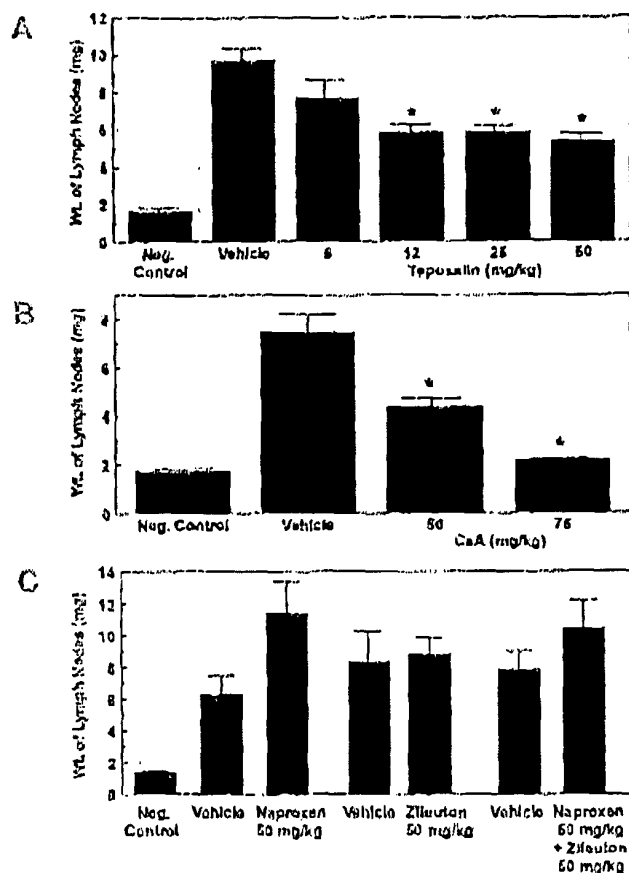 A
Wt. of Lymph Nodes (mg)
12
10
8
6
4
2
0
* * *
Neg. Control Vehicle 6 12 25 50
Tepoxalin (mg/kg)
B
Wt. of Lymph Nodes (mg)
8
6
4
2
0
* *
Neg. Control Vehicle 50 75
CsA (mg/kg)
C
Wt. of Lymph Nodes (mg)
14
12
10
8
6
4
2
0
Neg. Vehicle Naproxen Vehicle Zileuton Vehicle Naproxen
Control 50 mg/kg 50 mg/kg 50 mg/kg
+ Zileuton
50 mg/kg